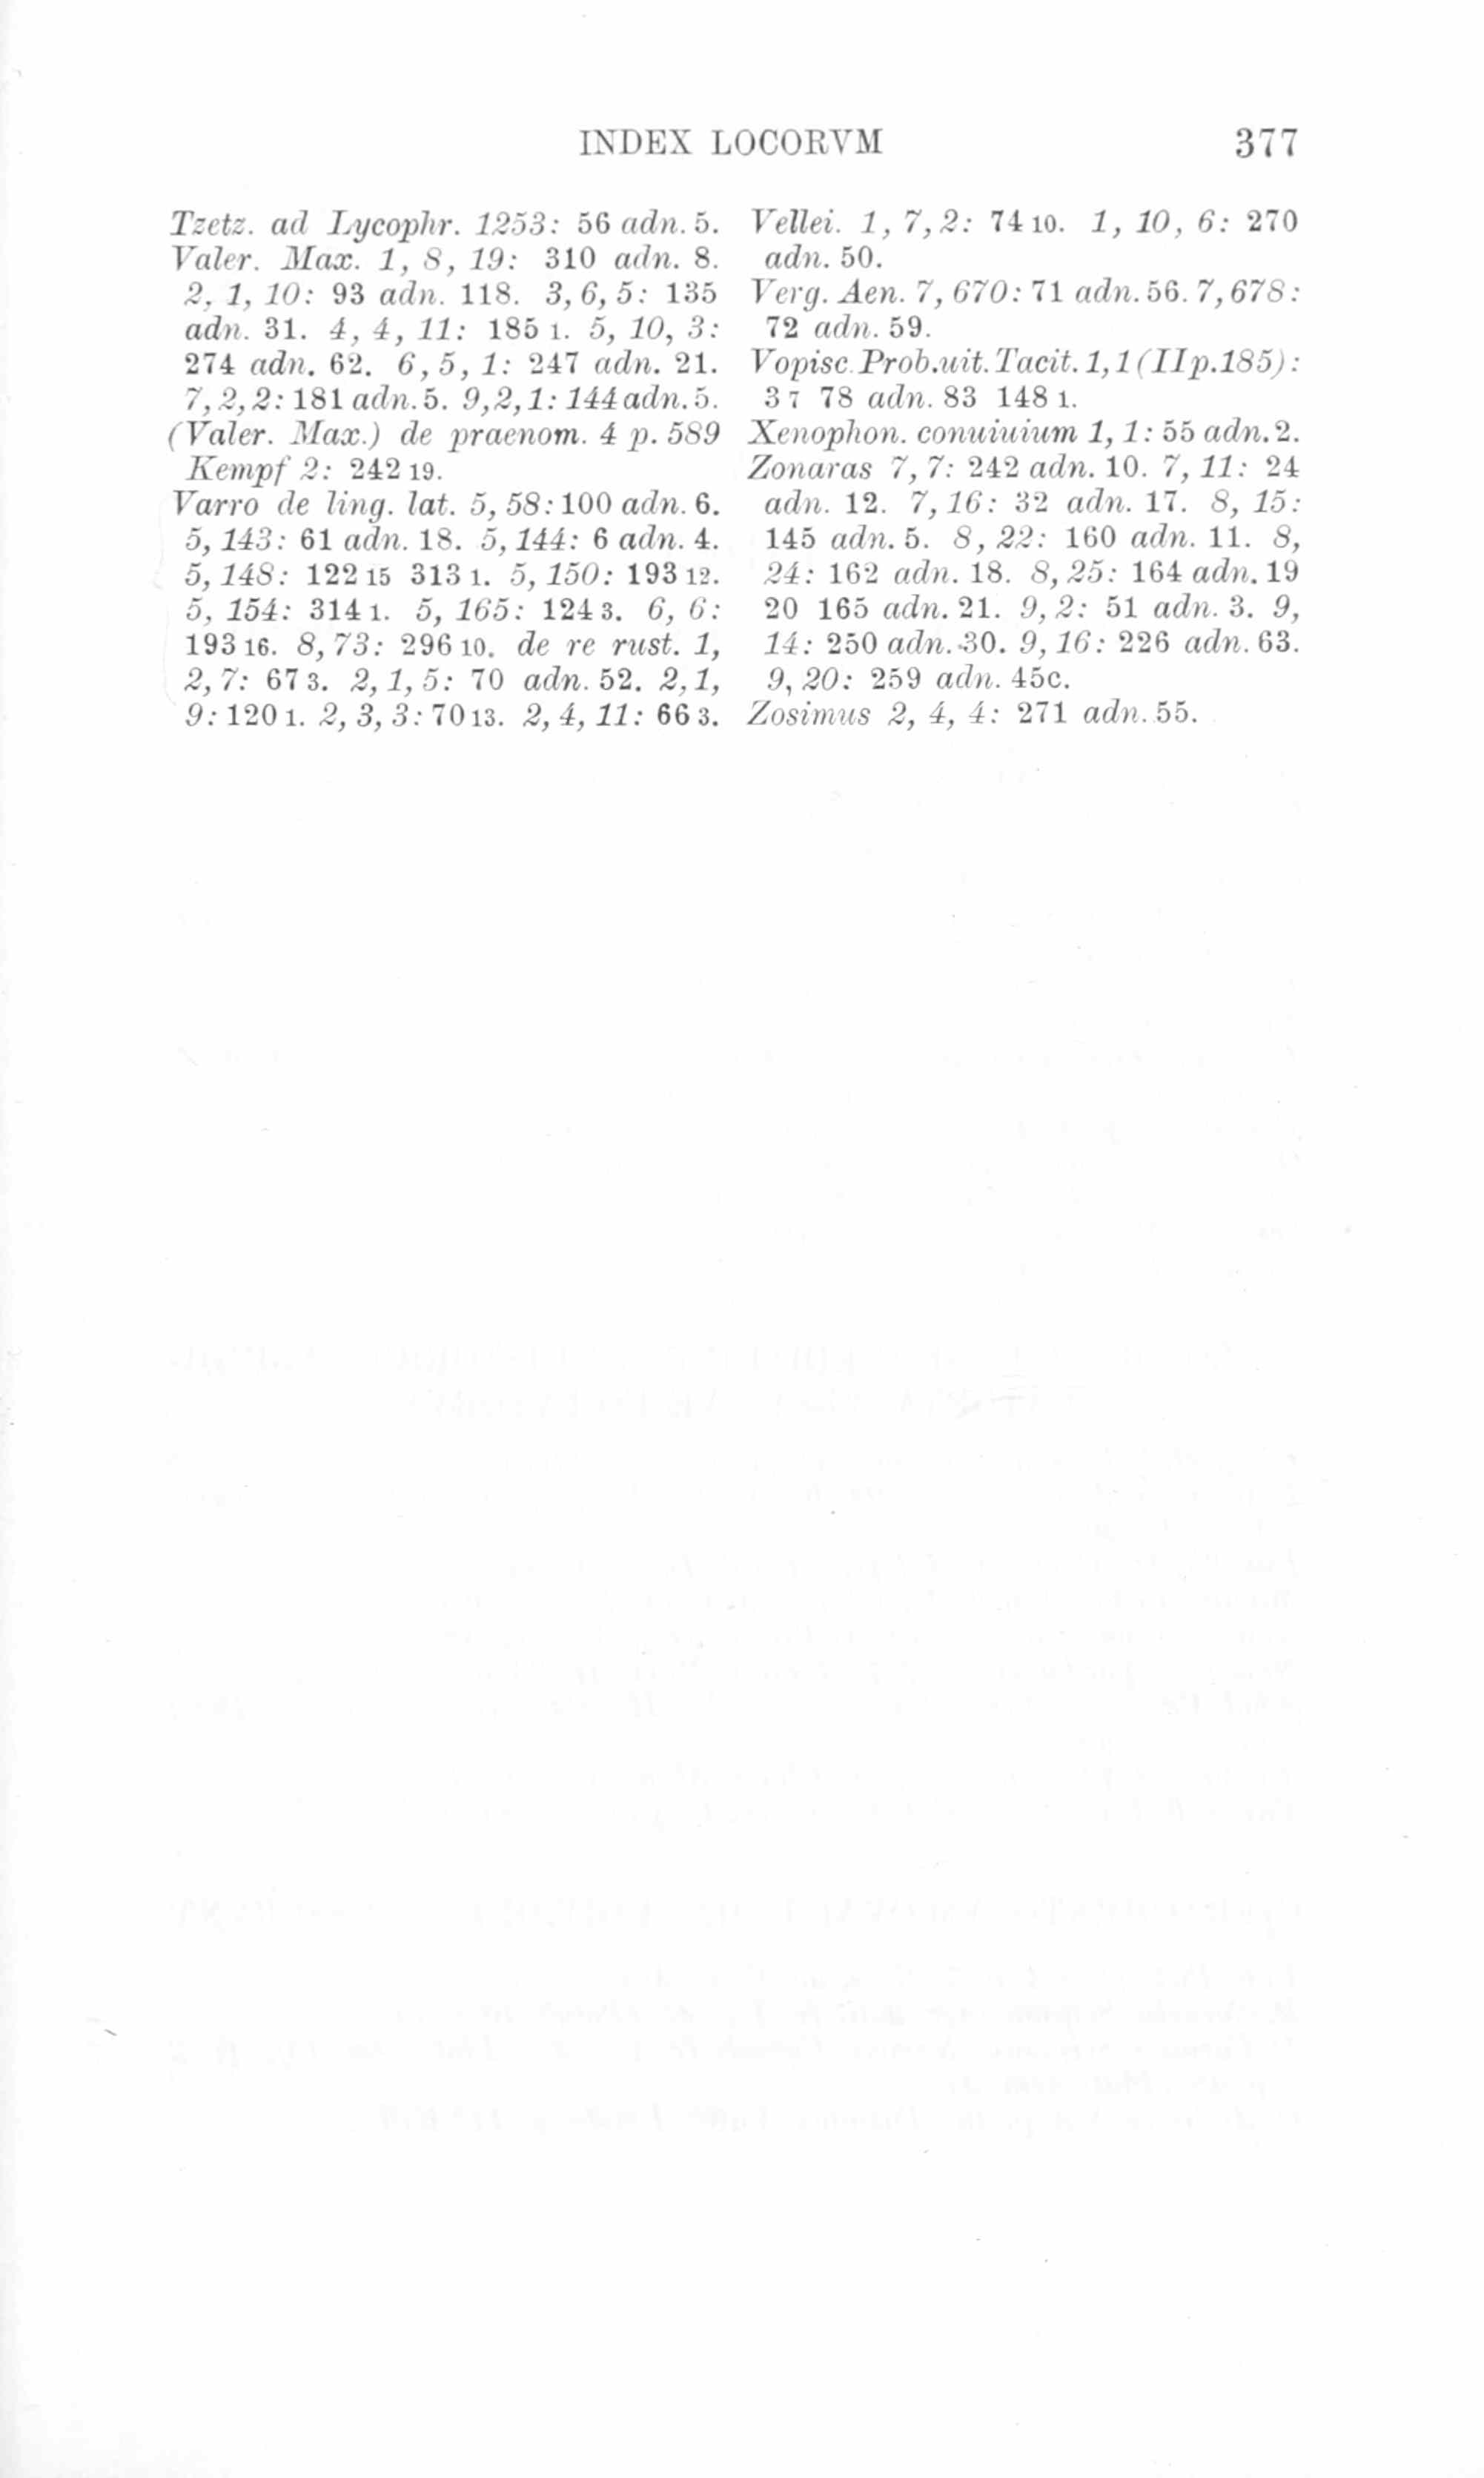 INDEX LOCORVM 377
Tzetz. ad Lycophr. 1253: 56 adn. 5.
Valer. Max. 1, 8, 19: 310 adn. 8.
2, 1, 10: 93 adn. 118. 3, 6, 5: 135
adn. 31. 4, 4, 11: 185 1. 5, 10, 3:
274 adn. 62. 6, 5, 1: 247 adn. 21.
7, 2, 2: 181 adn. 5. 9, 2, 1: 144 adn. 5.
(Valer. Max.) de praenom. 4 p. 589
Kempf 2: 242 19.
Varro de ling. lat. 5, 58: 100 adn. 6.
5, 143: 61 adn. 18. 5, 144: 6 adn. 4.
5, 148: 122 15 313 1. 5, 150: 193 12.
5, 154: 314 1. 5, 165: 124 3. 6, 6:
193 16. 8, 73: 296 10. de re rust. 1,
2, 7: 67 3. 2, 1, 5: 70 adn. 52. 2, 1,
9: 120 1. 2, 3, 3: 70 13. 2, 4, 11: 66 3.
Vellei. 1, 7, 2: 74 10. 1, 10, 6: 270
adn. 50.
Verg. Aen. 7, 670: 71 adn. 56. 7, 678:
72 adn. 59.
Vopisc. Prob. uit. Tacit. 1, 1 (II p. 185):
3 7 78 adn. 83 148 1.
Xenophon. conuiuium 1, 1: 55 adn. 2.
Zonaras 7, 7: 242 adn. 10. 7, 11: 24
adn. 12. 7, 16: 32 adn. 17. 8, 15:
145 adn. 5. 8, 22: 160 adn. 11. 8,
24: 162 adn. 18. 8, 25: 164 adn. 19
20 165 adn. 21. 9, 2: 51 adn. 3. 9,
14: 250 adn. 30. 9, 16: 226 adn. 63.
9, 20: 259 adn. 45c.
Zosimus 2, 4, 4: 271 adn. 55.